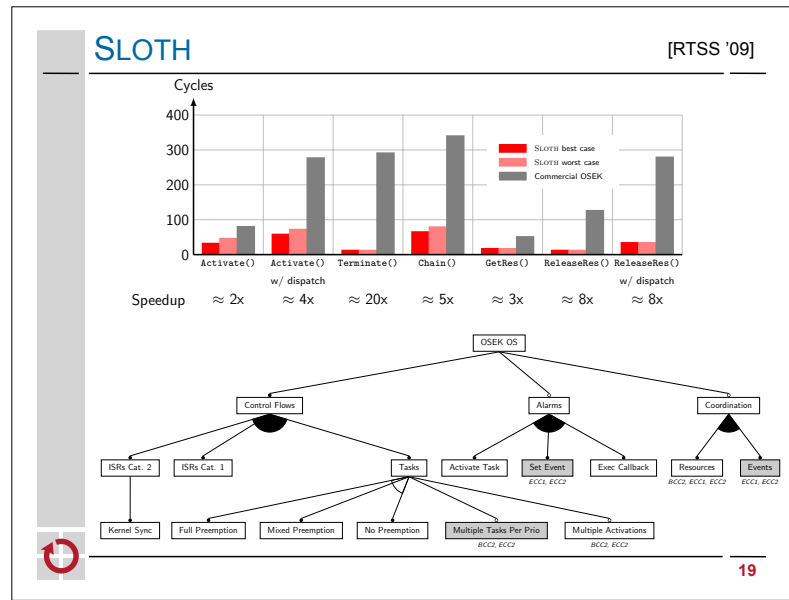 SLOTH
[RTSS '09]
Cycles
400
300
200
100
0
SLOTH best case
SLOTH worst case
Commercial OSEK
Activate() Activate() Terminate() Chain() GetRes() ReleaseRes() ReleaseRes()
w/ dispatch w/ dispatch
Speedup ≈ 2x ≈ 4x ≈ 20x ≈ 5x ≈ 3x ≈ 8x ≈ 8x
OSEK OS
Control Flows Alarms Coordination
ISRs Cat. 2 ISRs Cat. 1 Tasks Activate Task Set Event Exec Callback Resources Events
ECC1, ECC2 BCC2, ECC1, ECC2 ECC1, ECC2
Kernel Sync Full Preemption Mixed Preemption No Preemption Multiple Tasks Per Prio Multiple Activations
BCC2, ECC2 BCC2, ECC2
19